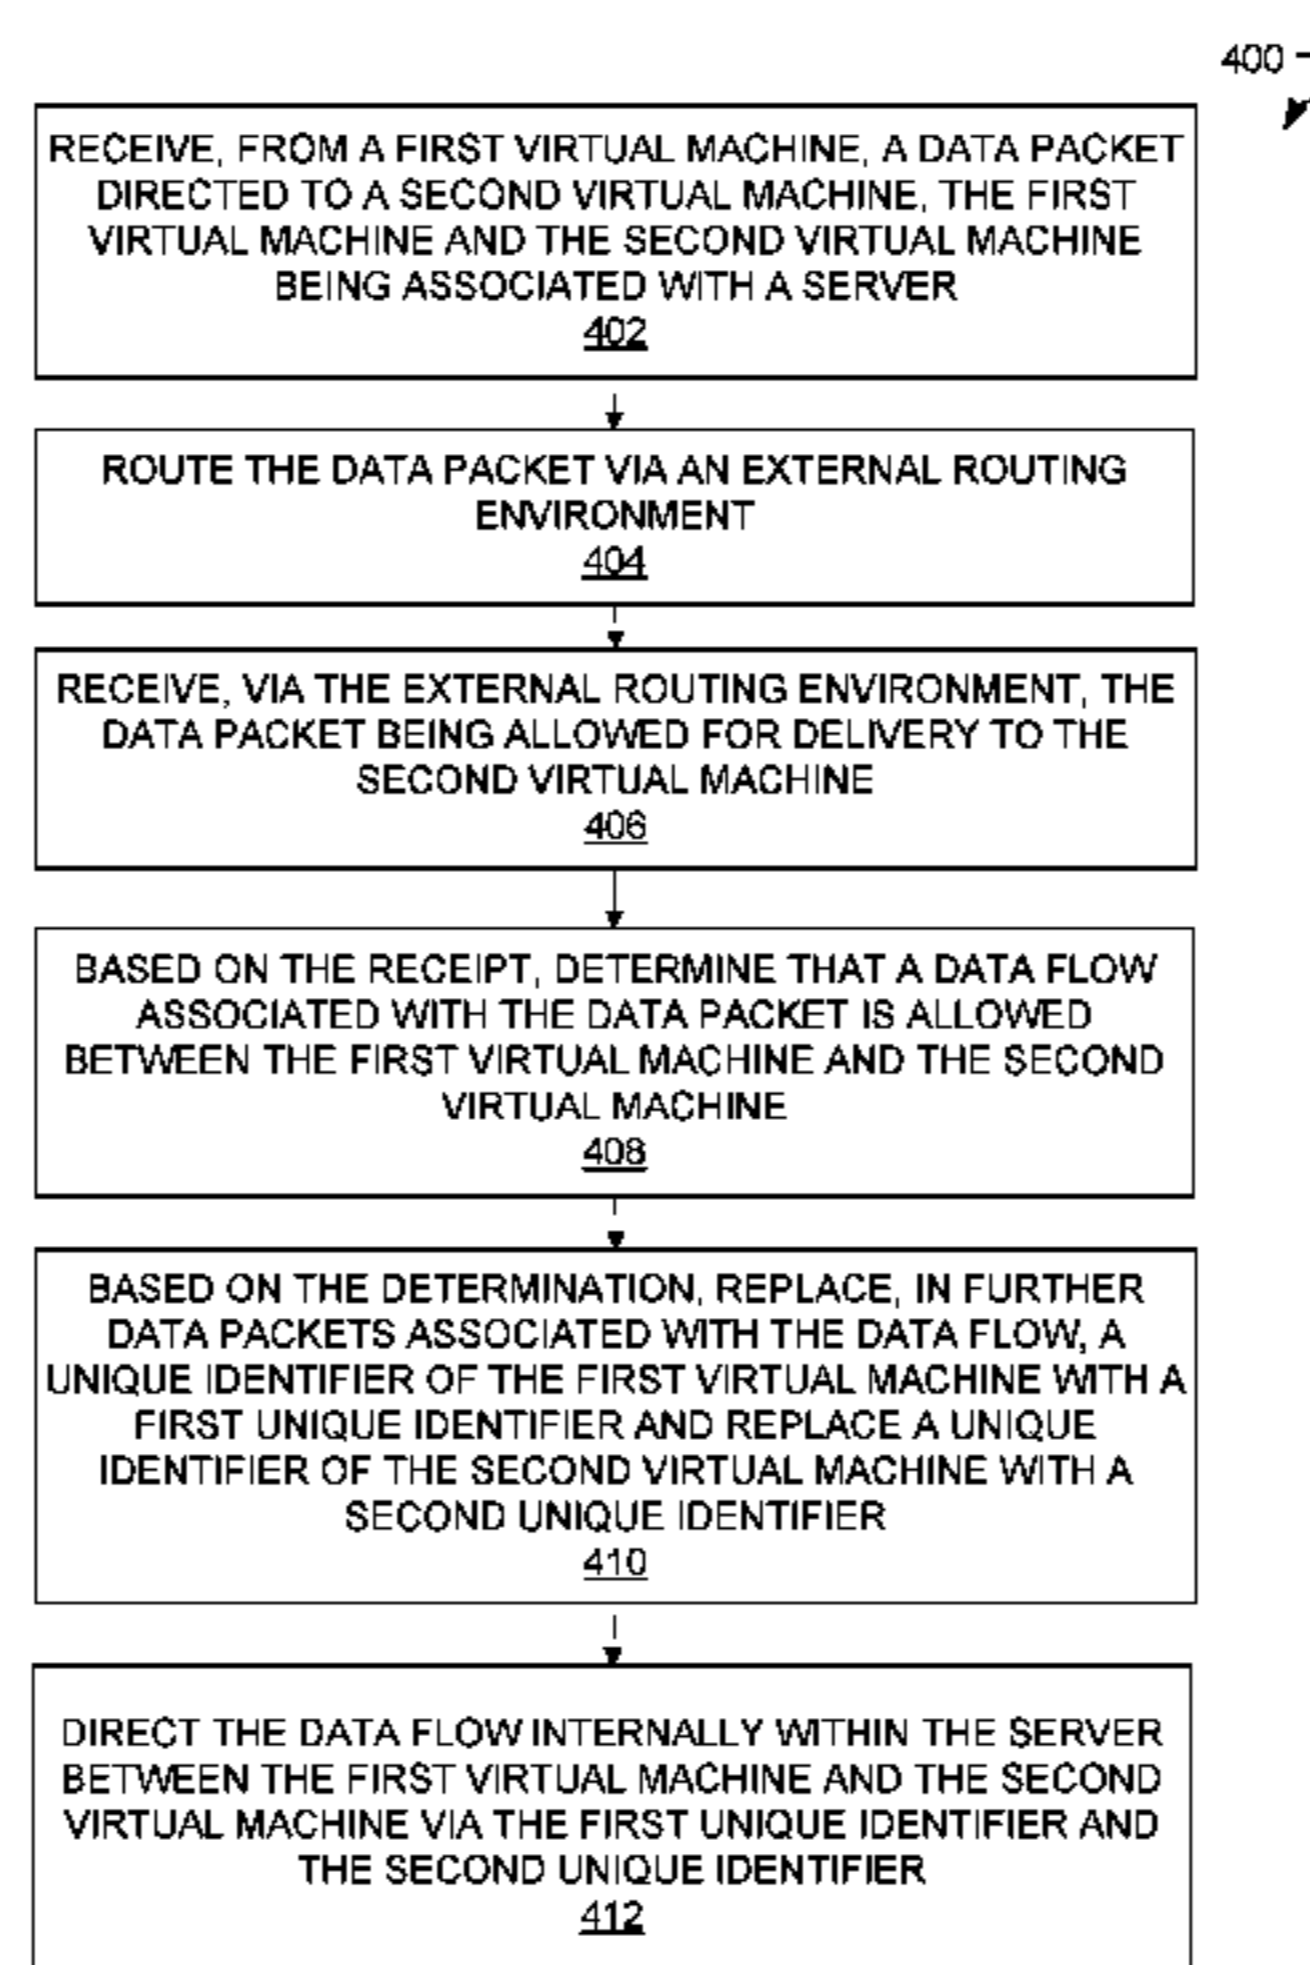 400
RECEIVE, FROM A FIRST VIRTUAL MACHINE, A DATA PACKET
DIRECTED TO A SECOND VIRTUAL MACHINE, THE FIRST
VIRTUAL MACHINE AND THE SECOND VIRTUAL MACHINE
BEING ASSOCIATED WITH A SERVER
402
ROUTE THE DATA PACKET VIA AN EXTERNAL ROUTING
ENVIRONMENT
404
RECEIVE, VIA THE EXTERNAL ROUTING ENVIRONMENT, THE
DATA PACKET BEING ALLOWED FOR DELIVERY TO THE
SECOND VIRTUAL MACHINE
406
BASED ON THE RECEIPT, DETERMINE THAT A DATA FLOW
ASSOCIATED WITH THE DATA PACKET IS ALLOWED
BETWEEN THE FIRST VIRTUAL MACHINE AND THE SECOND
VIRTUAL MACHINE
408
BASED ON THE DETERMINATION, REPLACE, IN FURTHER
DATA PACKETS ASSOCIATED WITH THE DATA FLOW, A
UNIQUE IDENTIFIER OF THE FIRST VIRTUAL MACHINE WITH A
FIRST UNIQUE IDENTIFIER AND REPLACE A UNIQUE
IDENTIFIER OF THE SECOND VIRTUAL MACHINE WITH A
SECOND UNIQUE IDENTIFIER
410
DIRECT THE DATA FLOW INTERNALLY WITHIN THE SERVER
BETWEEN THE FIRST VIRTUAL MACHINE AND THE SECOND
VIRTUAL MACHINE VIA THE FIRST UNIQUE IDENTIFIER AND
THE SECOND UNIQUE IDENTIFIER
412